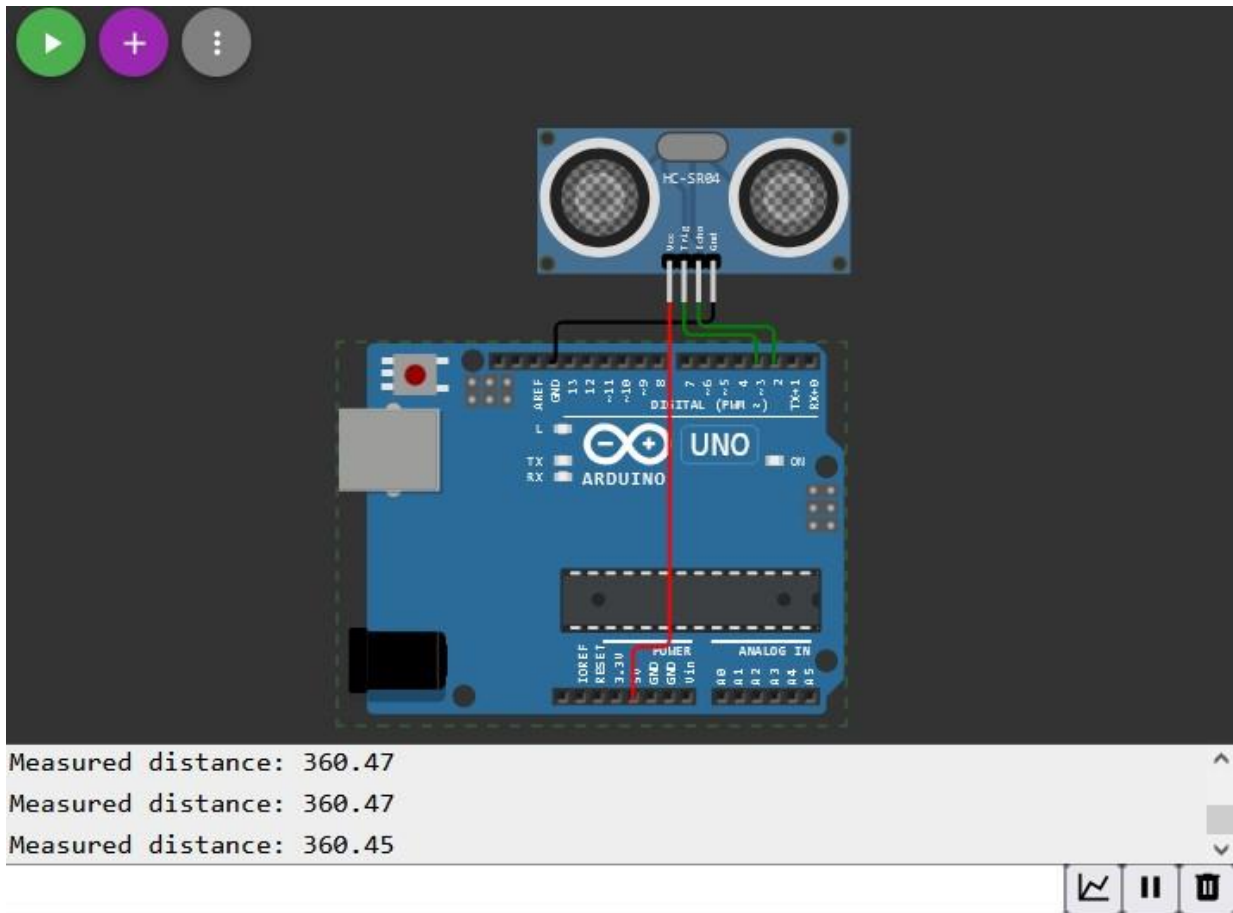 HC-SR04
Vcc
Trig
Echo
Gnd
AREF
GND
13
12
~11
~10
~9
8
7
~6
~5
4
~3
2
TX→1
RX←0
DIGITAL (PWM ~)
L
TX
RX
UNO
ON
ARDUINO
POWER
ANALOG IN
IOREF
RESET
3.3V
5V
GND
GND
Vin
A0
A1
A2
A3
A4
A5
Measured distance: 360.47
Measured distance: 360.47
Measured distance: 360.45